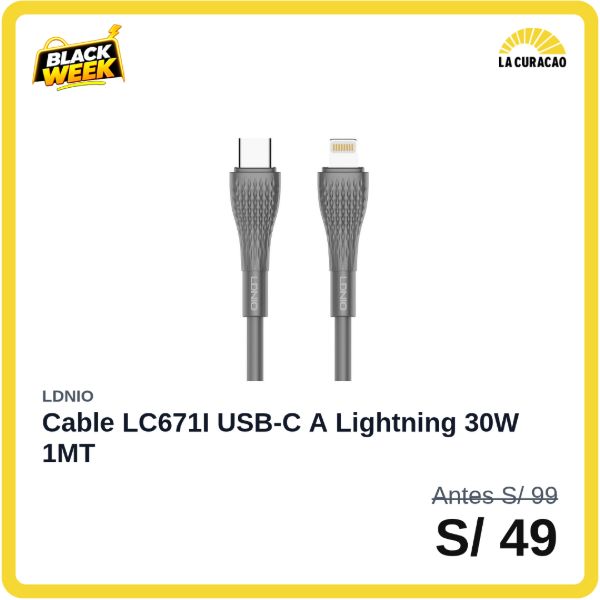 BLACK
WEEK
LA CURACAO
LDNIO
LDNIO
LDNIO
Cable LC671I USB-C A Lightning 30W
1MT
Antes S/ 99
S/ 49